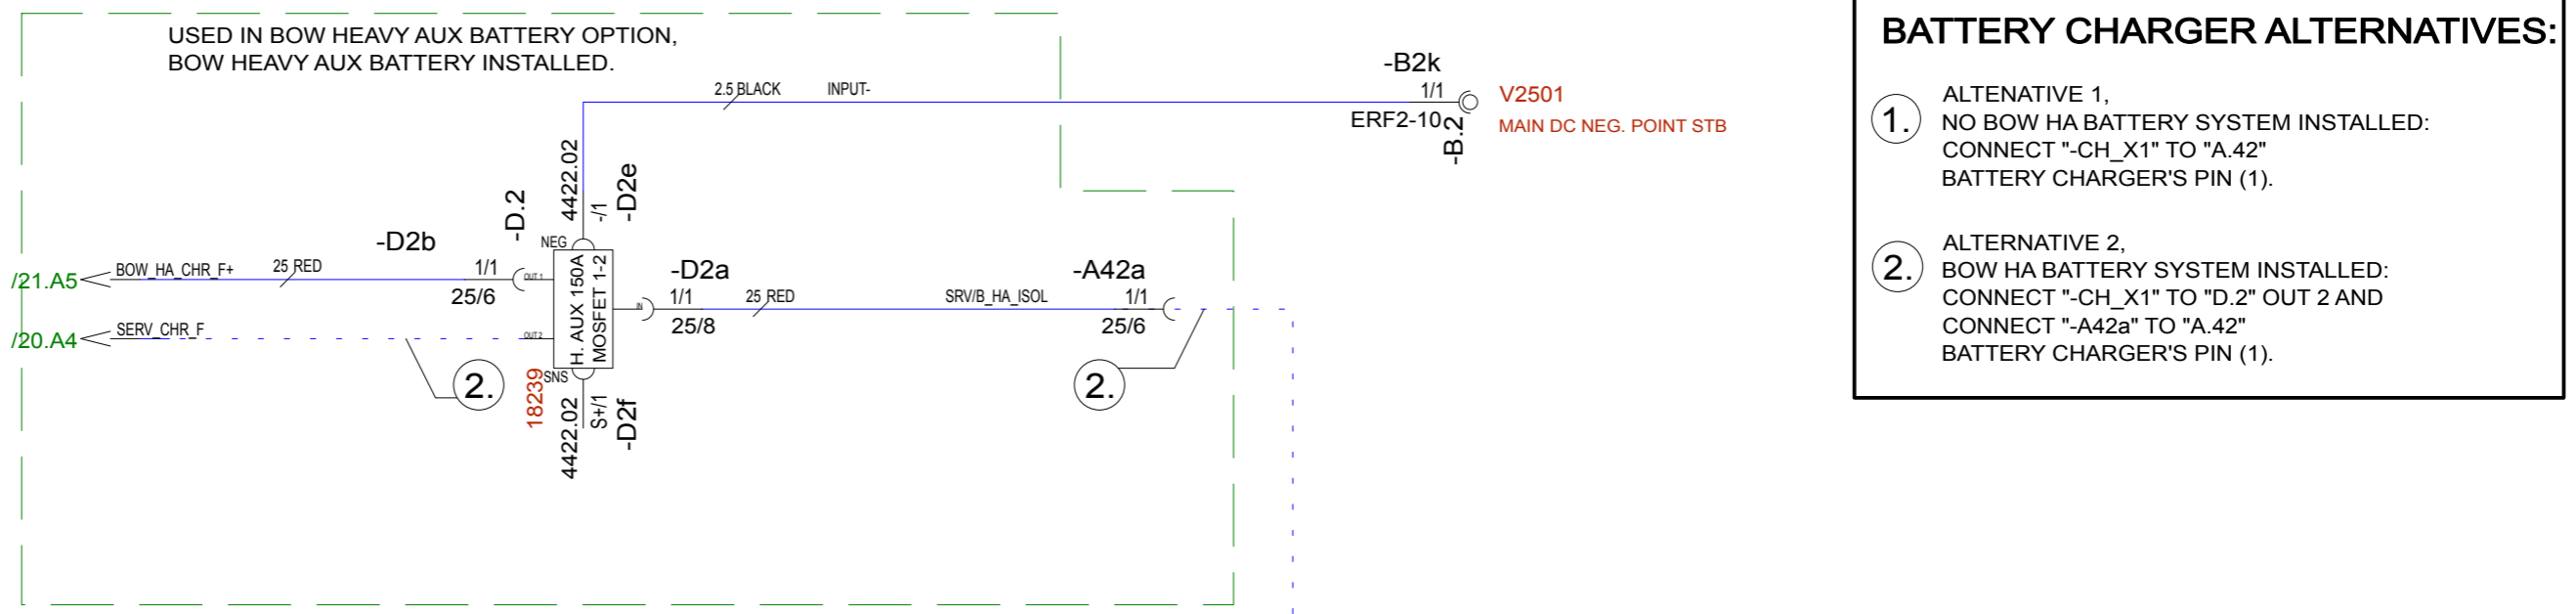 USED IN BOW HEAVY AUX BATTERY OPTION,
BOW HEAVY AUX BATTERY INSTALLED.
2.5 BLACK
INPUT-
-B2k
1/1
ERF2-10
-B.2
V2501
MAIN DC NEG. POINT STB
4422.02
-/1
-D2e
-D.2
NEG
-D2b
/21.A5
BOW_HA_CHR_F+
25 RED
1/1
25/6
OUT 1
H. AUX 150A
MOSFET 1-2
IN
-D2a
1/1
25/8
25 RED
SRV/B_HA_ISOL
-A42a
1/1
25/6
/20.A4
SERV_CHR_F
OUT 2
2.
18239
SNS
4422.02
S+/1
-D2f
2.
BATTERY CHARGER ALTERNATIVES:
1.
ALTENATIVE 1,
NO BOW HA BATTERY SYSTEM INSTALLED:
CONNECT "-CH_X1" TO "A.42"
BATTERY CHARGER'S PIN (1).
2.
ALTERNATIVE 2,
BOW HA BATTERY SYSTEM INSTALLED:
CONNECT "-CH_X1" TO "D.2" OUT 2 AND
CONNECT "-A42a" TO "A.42"
BATTERY CHARGER'S PIN (1).